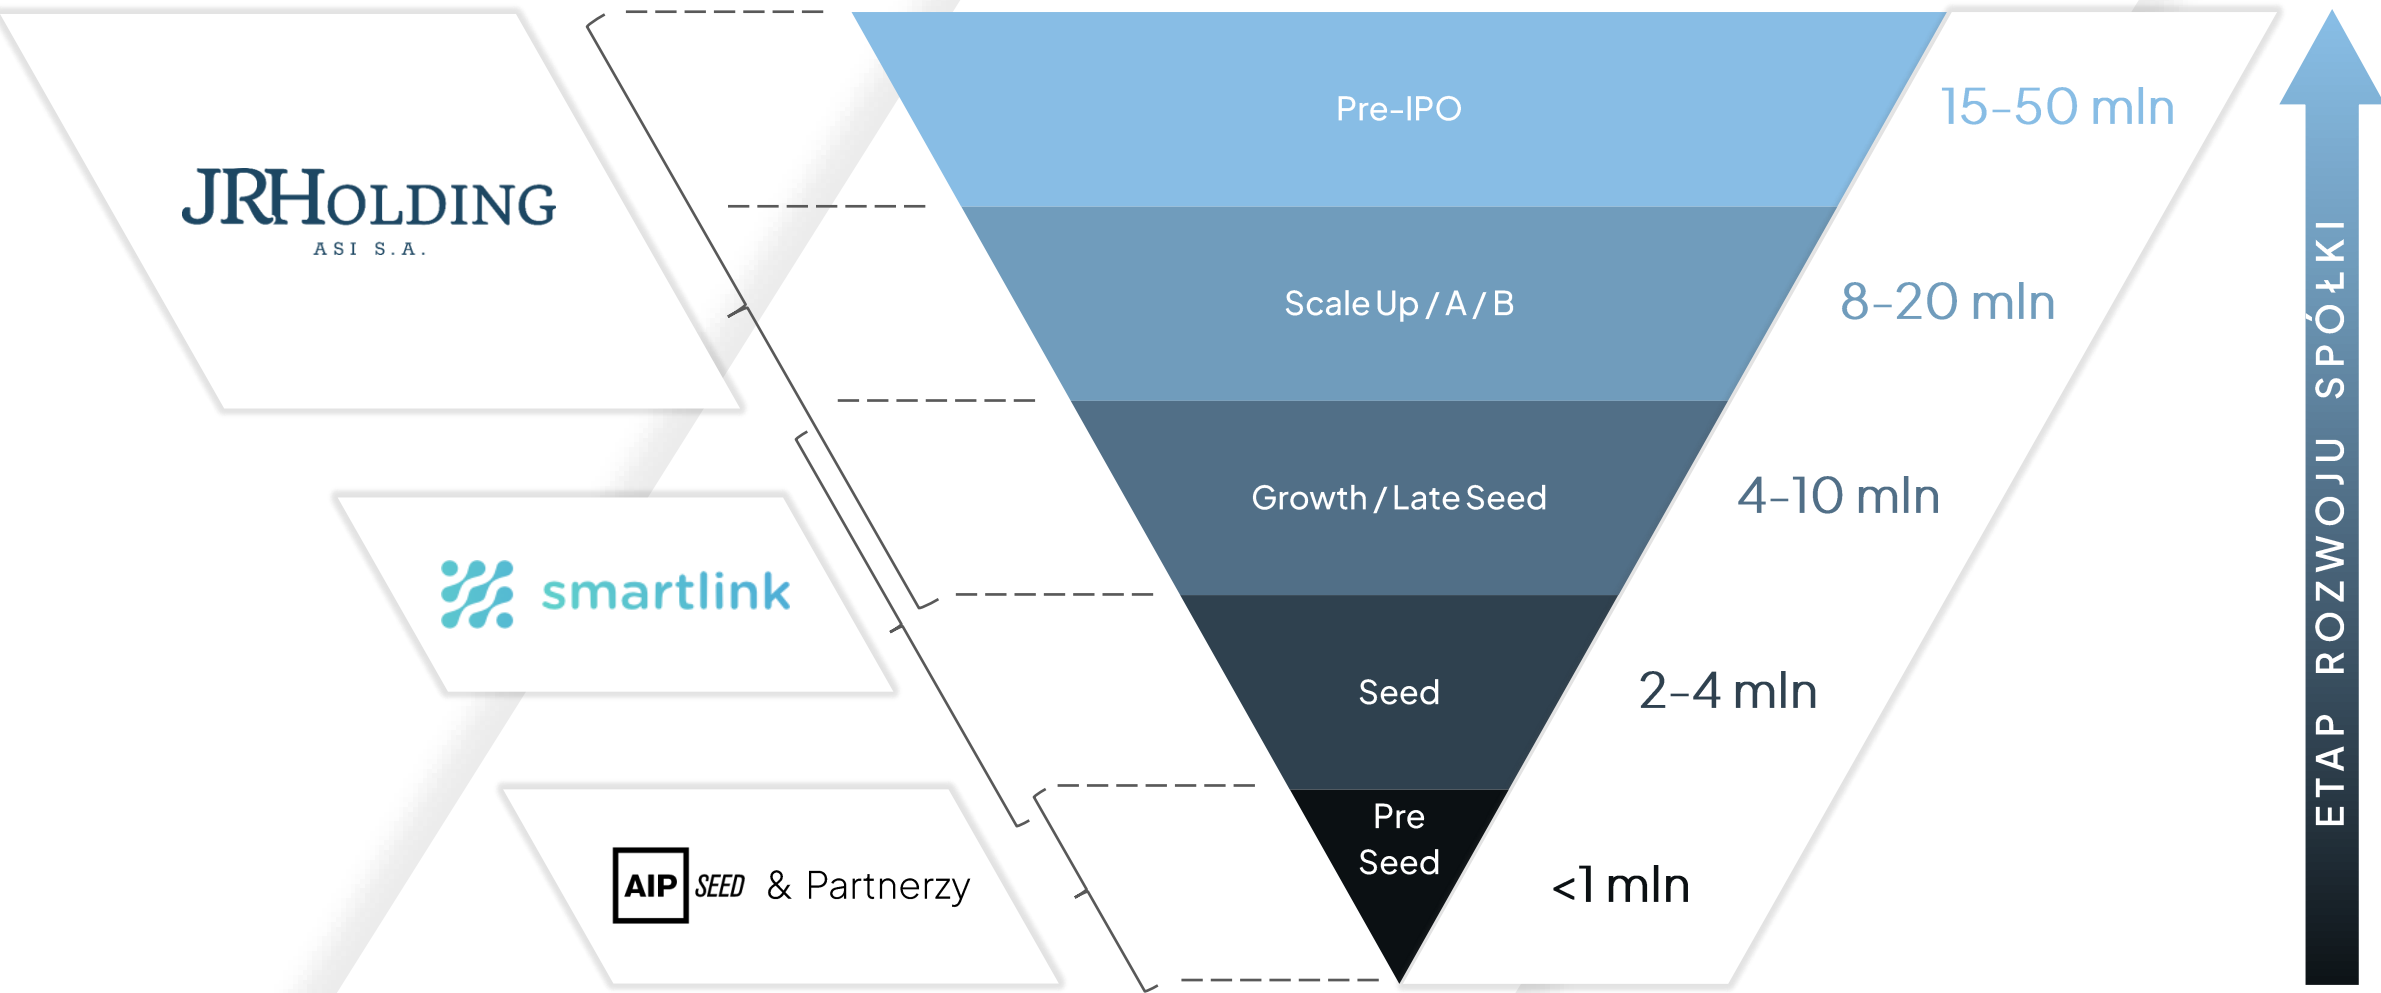 JRHOLDING
ASI S.A.
smartlink
AIP SEED & Partnerzy
Pre-IPO
Scale Up / A / B
Growth / Late Seed
Seed
Pre
Seed
15-50 mln
8-20 mln
4-10 mln
2-4 mln
<1 mln
ETAP ROZWOJU SPÓŁKI